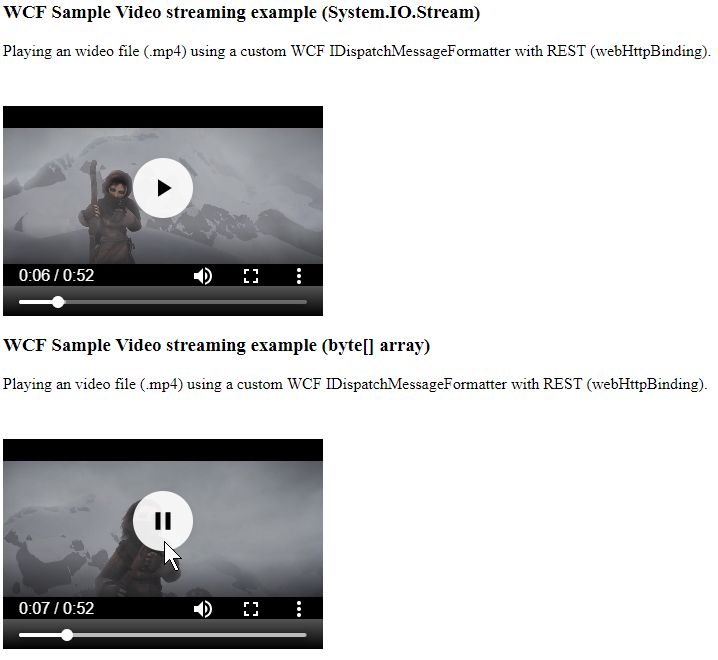 WCF Sample Video streaming example (System.IO.Stream)
Playing an wideo file (.mp4) using a custom WCF IDispatchMessageFormatter with REST (webHttpBinding).
0:06 / 0:52
WCF Sample Video streaming example (byte[] array)
Playing an video file (.mp4) using a custom WCF IDispatchMessageFormatter with REST (webHttpBinding).
0:07 / 0:52